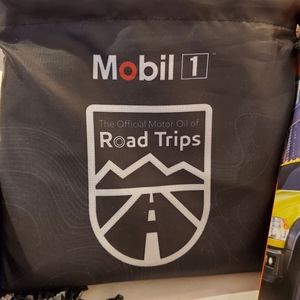 Mobil 1
The Official Motor Oil of
Road Trips